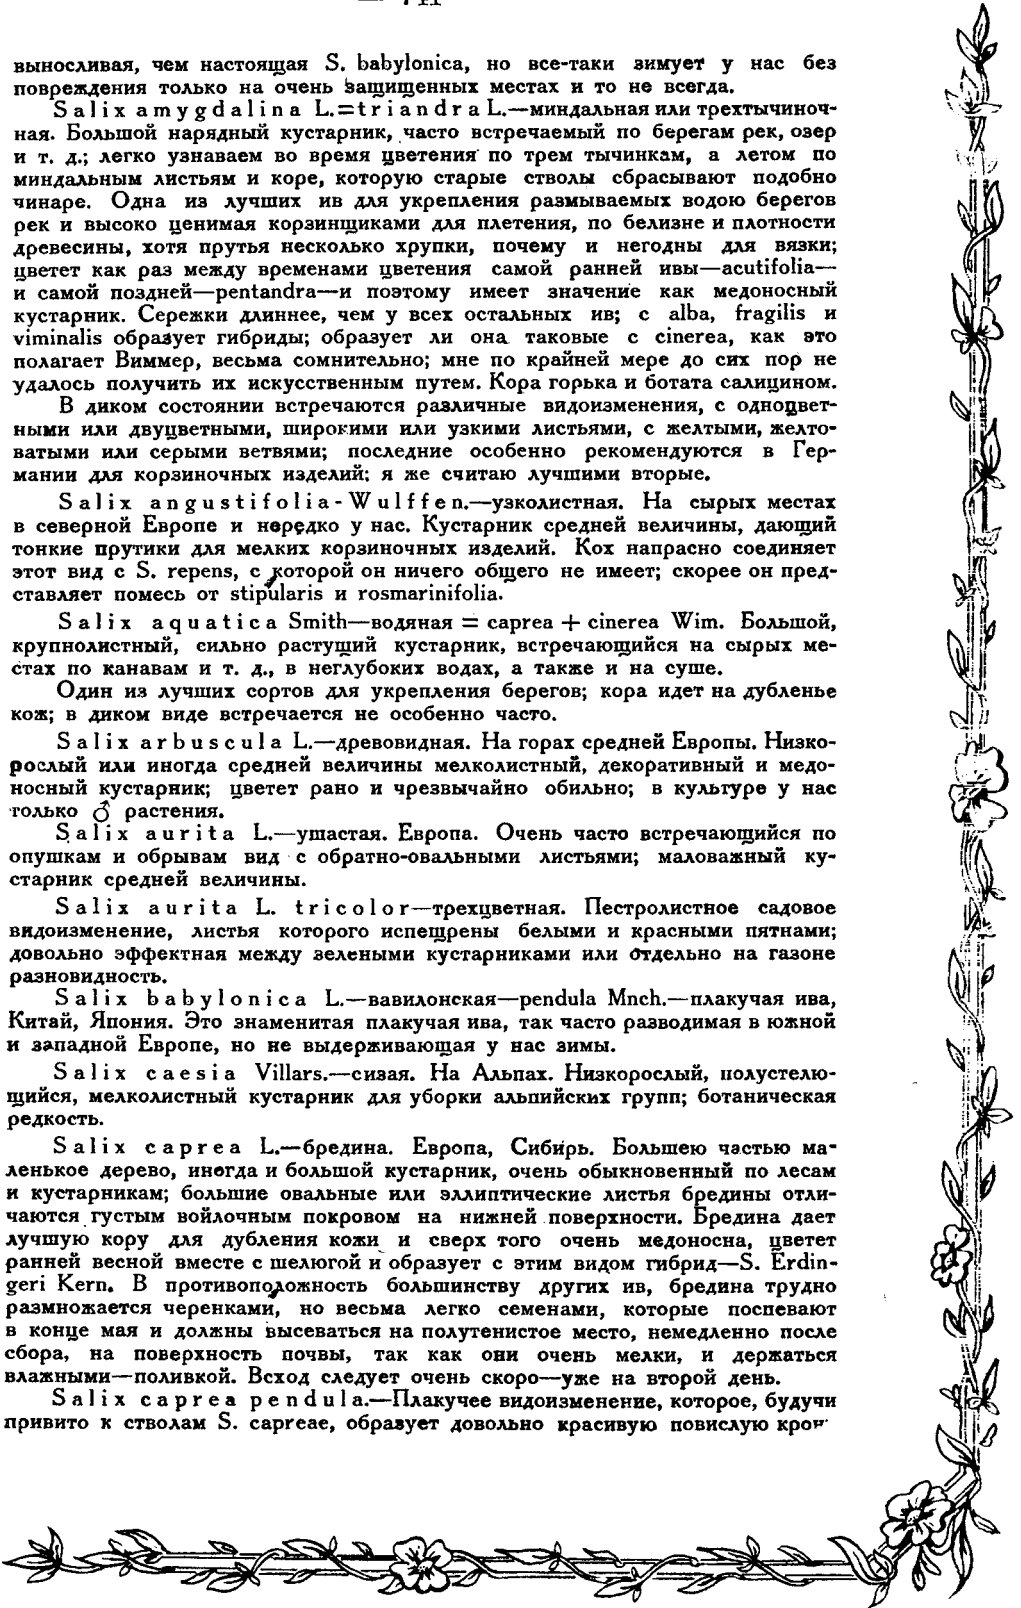 выносливая, чем настоящая S. babylonica, но все-таки зимует у нас без
повреждения только на очень защищенных местах и то не всегда.
Salix amygdalina L.=triandra L.—миндальная или трехтычиноч-
ная. Большой нарядный кустарник, часто встречаемый по берегам рек, озер
и т. д.; легко узнаваем во время цветения по трем тычинкам, а летом по
миндальным листьям и коре, которую старые стволы сбрасывают подобно
чинаре. Одна из лучших ив для укрепления размываемых водою берегов
рек и высоко ценимая корзинщиками для плетения, по белизне и плотности
древесины, хотя прутья несколько хрупки, почему и негодны для вязки;
цветет как раз между временами цветения самой ранней ивы—acutifolia—
и самой поздней—pentandra—и поэтому имеет значение как медоносный
кустарник. Сережки длиннее, чем у всех остальных ив; с alba, fragilis и
viminalis образует гибриды; образует ли она таковые с cinerea, как это
полагает Виммер, весьма сомнительно; мне по крайней мере до сих пор не
удалось получить их искусственным путем. Кора горька и ботата салицином.
В диком состоянии встречаются различные видоизменения, с одноцвет-
ными или двуцветными, широкими или узкими листьями, с желтыми, желто-
ватыми или серыми ветвями; последние особенно рекомендуются в Гер-
мании для корзиночных изделий; я же считаю лучшими вторые.
Salix angustifolia-Wulffen.—узколистная. На сырых местах
в северной Европе и нередко у нас. Кустарник средней величины, дающий
тонкие прутики для мелких корзиночных изделий. Кох напрасно соединяет
этот вид с S. repens, с которой он ничего общего не имеет; скорее он пред-
ставляет помесь от stipularis и rosmarinifolia.
Salix aquatica Smith—водяная = caprea + cinerea Wim. Большой,
крупнолистный, сильно растущий кустарник, встречающийся на сырых ме-
стах по канавам и т. д., в неглубоких водах, а также и на суше.
Один из лучших сортов для укрепления берегов; кора идет на дубленье
кож; в диком виде встречается не особенно часто.
Salix arbuscula L.—древовидная. На горах средней Европы. Низко-
рослый или иногда средней величины мелколистный, декоративный и медо-
носный кустарник; цветет рано и чрезвычайно обильно; в культуре у нас
только ♂ растения.
Salix aurita L.—ушастая. Европа. Очень часто встречающийся по
опушкам и обрывам вид с обратно-овальными листьями; маловажный ку-
старник средней величины.
Salix aurita L. tricolor—трехцветная. Пестролистное садовое
видоизменение, листья которого испещрены белыми и красными пятнами;
довольно эффектная между зелеными кустарниками или отдельно на газоне
разновидность.
Salix babylonica L.—вавилонская—pendula Mnch.—плакучая ива,
Китай, Япония. Это знаменитая плакучая ива, так часто разводимая в южной
и западной Европе, но не выдерживающая у нас зимы.
Salix caesia Villars.—сизая. На Альпах. Низкорослый, полустелю-
щийся, мелколистный кустарник для уборки альпийских групп; ботаническая
редкость.
Salix caprea L.—бредина. Европа, Сибирь. Большею частью ма-
ленькое дерево, иногда и большой кустарник, очень обыкновенный по лесам
и кустарникам; большие овальные или эллиптические листья бредины отли-
чаются густым войлочным покровом на нижней поверхности. Бредина дает
лучшую кору для дубления кожи и сверх того очень медоносна, цветет
ранней весной вместе с шелюгой и образует с этим видом гибрид—S. Erdin-
geri Kern. В противоположность большинству других ив, бредина трудно
размножается черенками, но весьма легко семенами, которые поспевают
в конце мая и должны высеваться на полутенистое место, немедленно после
сбора, на поверхность почвы, так как они очень мелки, и держаться
влажными—поливкой. Всход следует очень скоро—уже на второй день.
Salix caprea pendula.—Плакучее видоизменение, которое, будучи
привито к стволам S. capreae, образует довольно красивую повислую